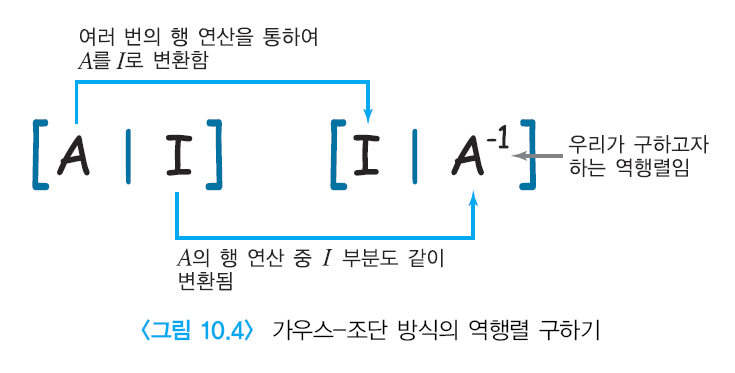 여러 번의 행 연산을 통하여
A를 I로 변환함
[A | I] [I | A⁻¹]
우리가 구하고자
하는 역행렬임
A의 행 연산 중 I 부분도 같이
변환됨
〈그림 10.4〉 가우스-조단 방식의 역행렬 구하기